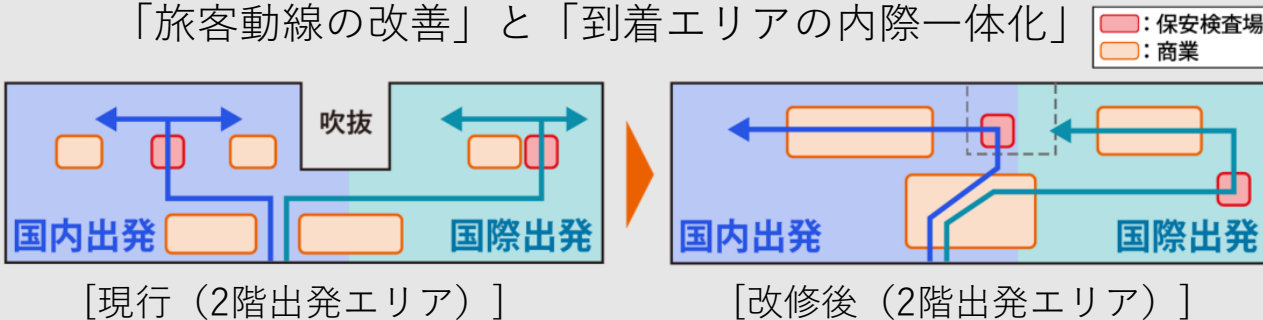 「旅客動線の改善」と「到着エリアの内際一体化」
：保安検査場
：商業
吹抜
国内出発
国際出発
国内出発
国際出発
［現行（2階出発エリア）］
［改修後（2階出発エリア）］